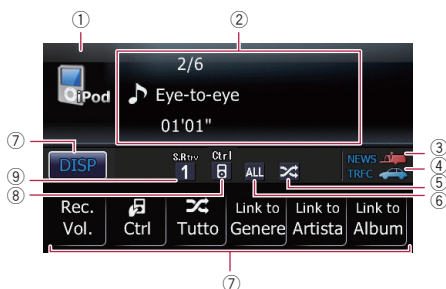 ① ②
2/6
iPod
Eye-to-eye
01'01"
⑦ ③
DISP S.Rtrv 1 Ctrl ALL NEWS
TRFC ④
⑨ ⑧ ⑥ ⑤
Rec. Vol.
Ctrl
Tutto
Link to Genere
Link to Artista
Link to Album
⑦